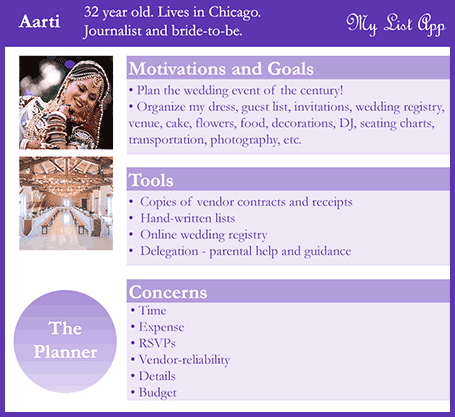 Aarti
32 year old. Lives in Chicago.
Journalist and bride-to-be.
My List App
Motivations and Goals
• Plan the wedding event of the century!
• Organize my dress, guest list, invitations, wedding registry,
venue, cake, flowers, food, decorations, DJ, seating charts,
transportation, photography, etc.
Tools
• Copies of vendor contracts and receipts
• Hand-written lists
• Online wedding registry
• Delegation - parental help and guidance
The
Planner
Concerns
• Time
• Expense
• RSVPs
• Vendor-reliability
• Details
• Budget